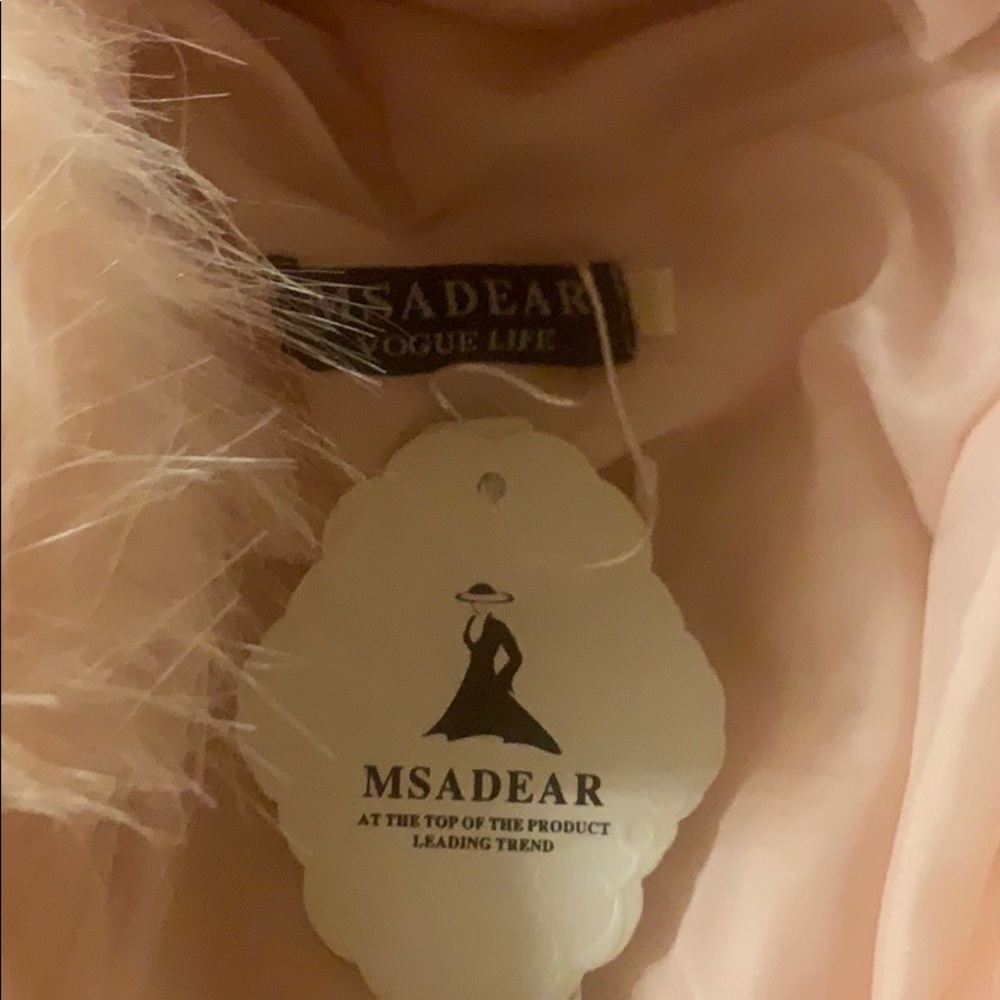 MSADEAR
VOGUE LIFE
MSADEAR
AT THE TOP OF THE PRODUCT
LEADING TREND